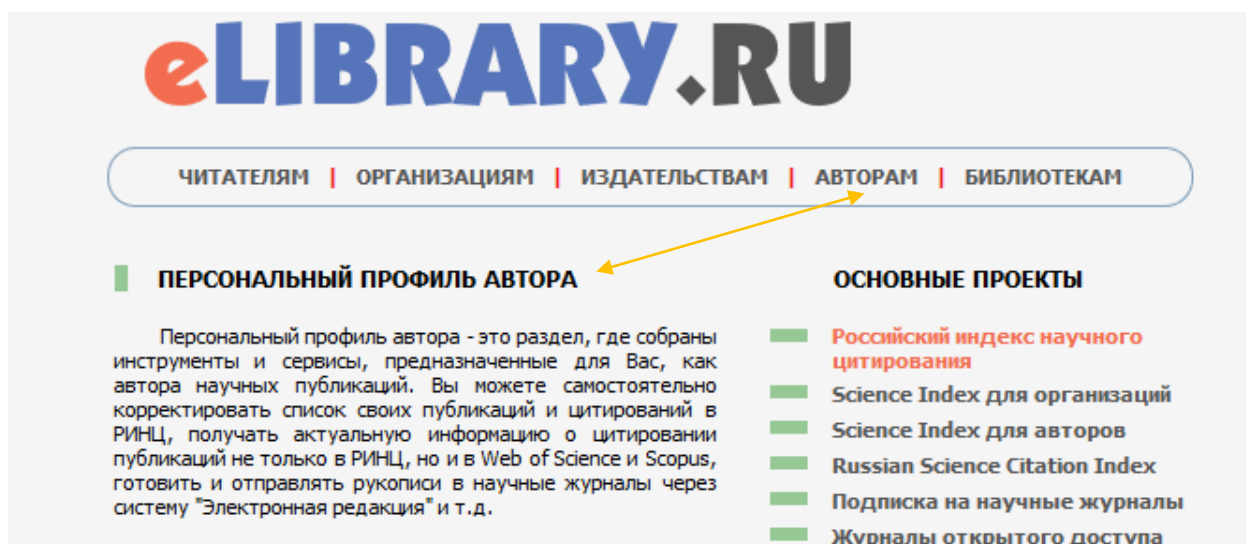 eLIBRARY.RU
ЧИТАТЕЛЯМ | ОРГАНИЗАЦИЯМ | ИЗДАТЕЛЬСТВАМ | АВТОРАМ | БИБЛИОТЕКАМ
ПЕРСОНАЛЬНЫЙ ПРОФИЛЬ АВТОРА
Персональный профиль автора - это раздел, где собраны
инструменты и сервисы, предназначенные для Вас, как
автора научных публикаций. Вы можете самостоятельно
корректировать список своих публикаций и цитирований в
РИНЦ, получать актуальную информацию о цитировании
публикаций не только в РИНЦ, но и в Web of Science и Scopus,
готовить и отправлять рукописи в научные журналы через
систему "Электронная редакция" и т.д.
ОСНОВНЫЕ ПРОЕКТЫ
Российский индекс научного
цитирования
Science Index для организаций
Science Index для авторов
Russian Science Citation Index
Подписка на научные журналы
Журналы открытого доступа